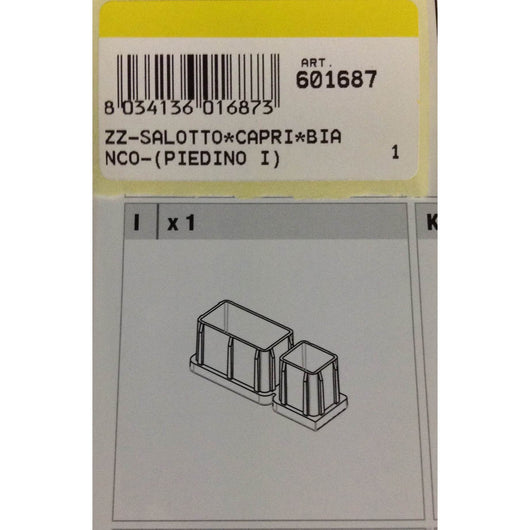 ART.
601687
8 034136 016873
ZZ-SALOTTO*CAPRI*BIA
NCO-(PIEDINO I) 1
I x 1
K